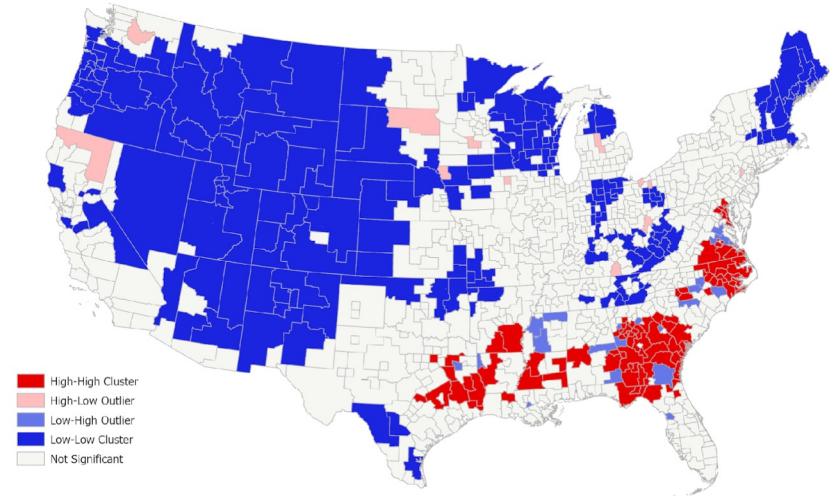 High-High Cluster
High-Low Outlier
Low-High Outlier
Low-Low Cluster
Not Significant